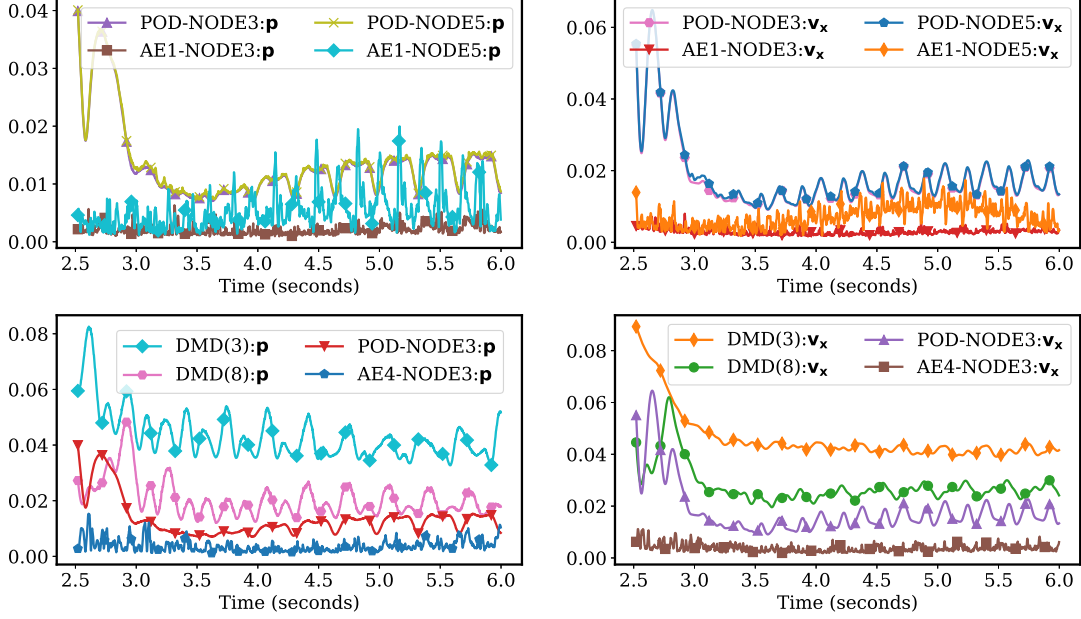 POD-NODE3:p POD-NODE5:p
AE1-NODE3:p AE1-NODE5:p
0.04
0.03
0.02
0.01
0.00
2.5 3.0 3.5 4.0 4.5 5.0 5.5 6.0
Time (seconds)
POD-NODE3:vx POD-NODE5:vx
AE1-NODE3:vx AE1-NODE5:vx
0.06
0.04
0.02
0.00
2.5 3.0 3.5 4.0 4.5 5.0 5.5 6.0
Time (seconds)
DMD(3):p POD-NODE3:p
DMD(8):p AE4-NODE3:p
0.08
0.06
0.04
0.02
0.00
2.5 3.0 3.5 4.0 4.5 5.0 5.5 6.0
Time (seconds)
DMD(3):vx POD-NODE3:vx
DMD(8):vx AE4-NODE3:vx
0.08
0.06
0.04
0.02
0.00
2.5 3.0 3.5 4.0 4.5 5.0 5.5 6.0
Time (seconds)